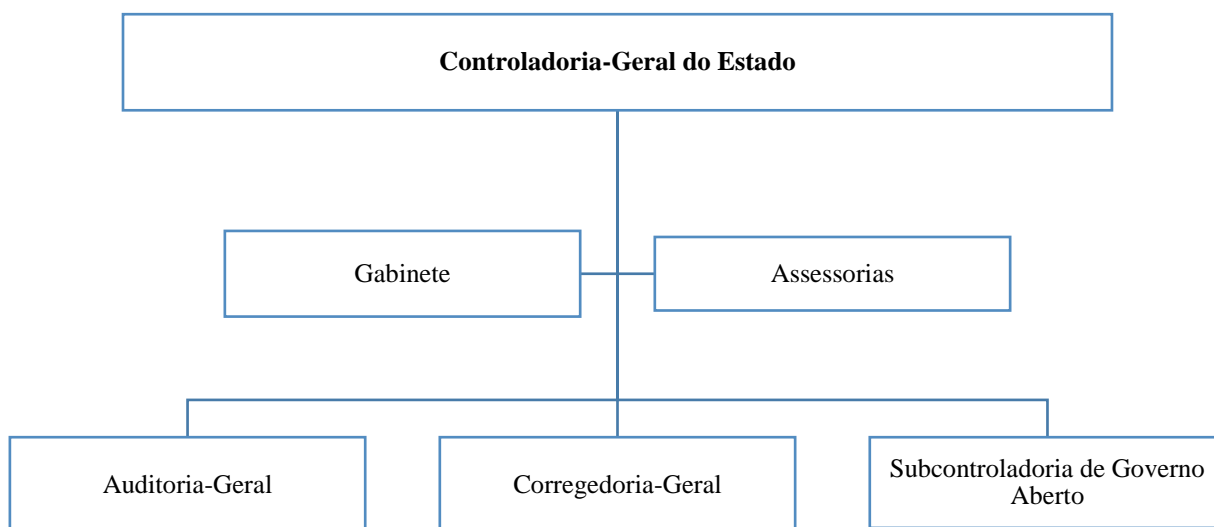 Controladoria-Geral do Estado
Gabinete
Assessorias
Auditoria-Geral
Corregedoria-Geral
Subcontroladoria de Governo
Aberto